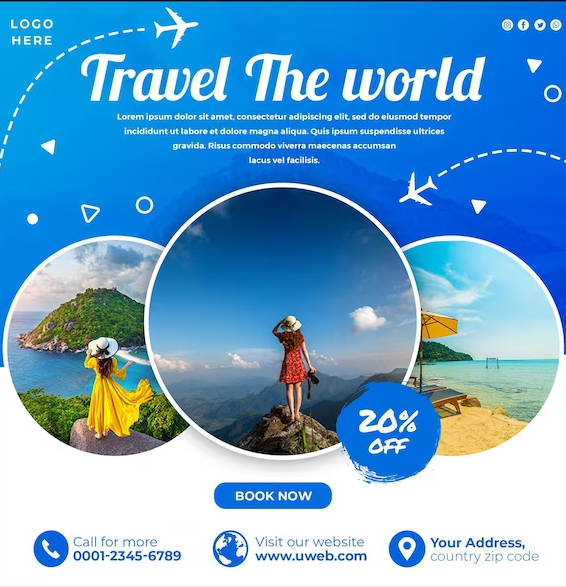 LOGO
HERE
Travel The world
Lorem ipsum dolor sit amet, consectetur adipiscing elit, sed do eiusmod tempor
incididunt ut labore et dolore magna aliqua. Quis ipsum suspendisse ultrices
gravida. Risus commodo viverra maecenas accumsan
lacus vel facilisis.
20%
OFF
BOOK NOW
Call for more
0001-2345-6789
Visit our website
www.uweb.com
Your Address,
country zip code